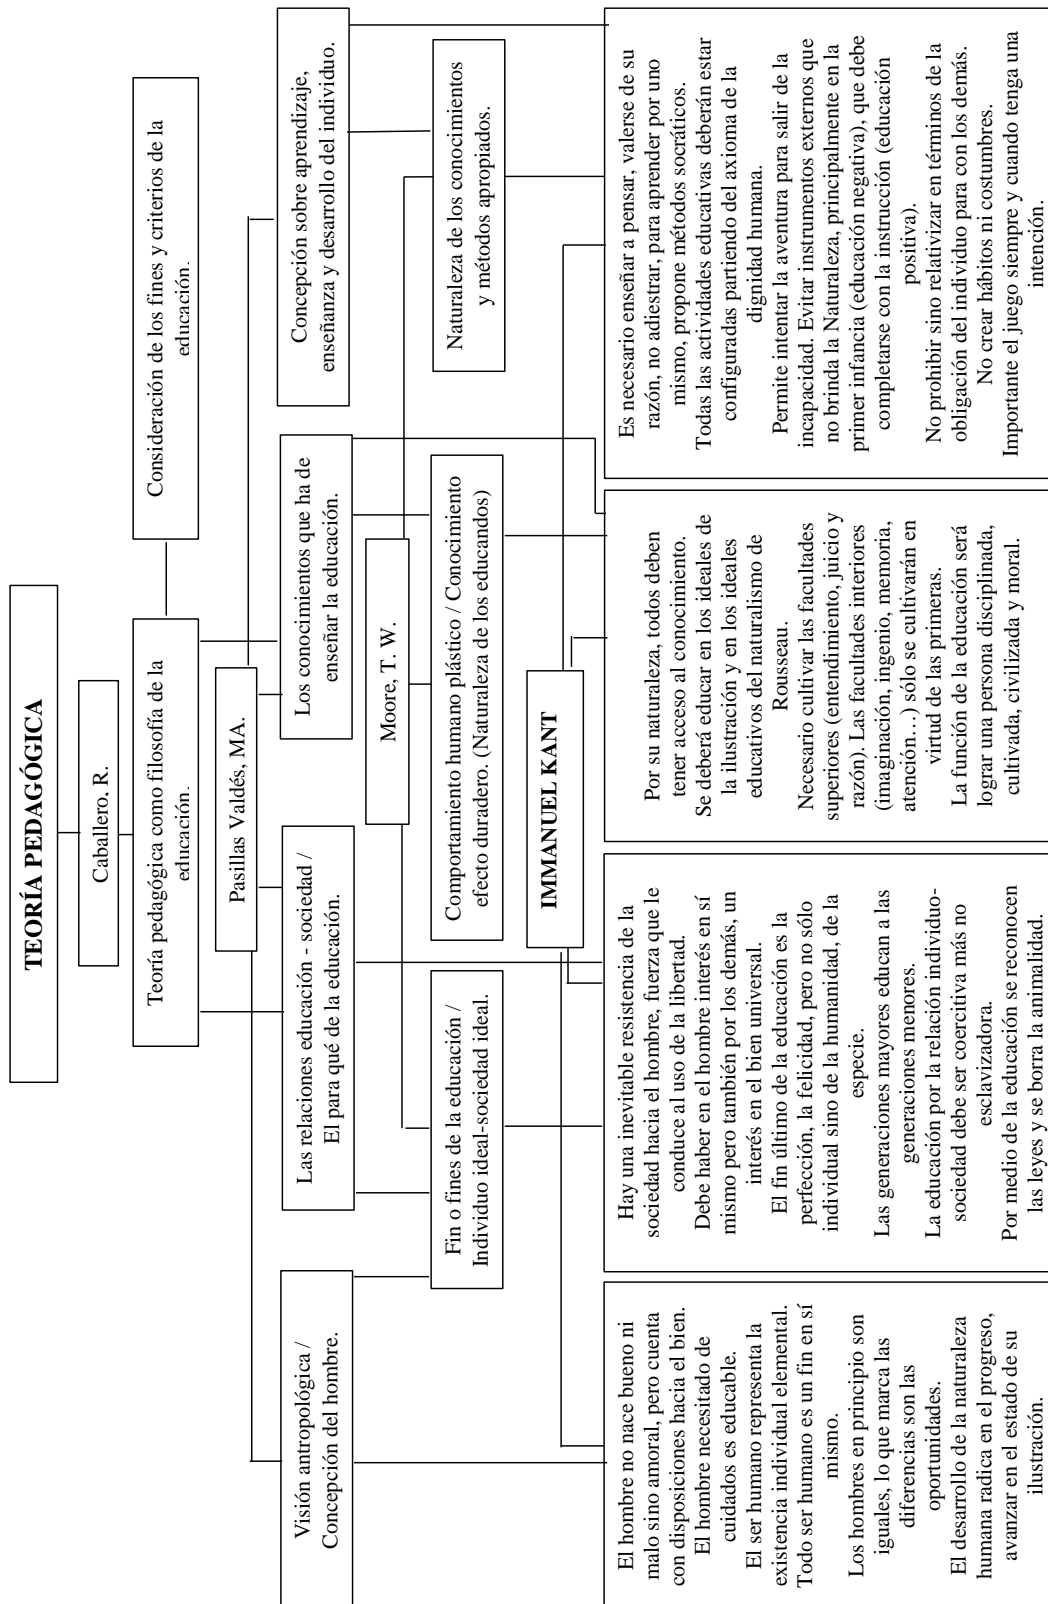 TEORÍA PEDAGÓGICA
Caballero, R.
Teoría pedagógica como filosofía de la
educación.
Consideración de los fines y criterios de la
educación.
Pasillas Valdés, MA.
Visión antropológica /
Concepción del hombre.
Las relaciones educación - sociedad /
El para qué de la educación.
Los conocimientos que ha de
enseñar la educación.
Concepción sobre aprendizaje,
enseñanza y desarrollo del individuo.
Moore, T. W.
Fin o fines de la educación /
Individuo ideal-sociedad ideal.
Comportamiento humano plástico / Conocimiento
efecto duradero. (Naturaleza de los educandos)
Naturaleza de los conocimientos
y métodos apropiados.
IMMANUEL KANT
El hombre no nace bueno ni
malo sino amoral, pero cuenta
con disposiciones hacia el bien.
El hombre necesitado de
cuidados es educable.
El ser humano representa la
existencia individual elemental.
Todo ser humano es un fin en sí
mismo.
Los hombres en principio son
iguales, lo que marca las
diferencias son las
oportunidades.
El desarrollo de la naturaleza
humana radica en el progreso,
avanzar en el estado de su
ilustración.
Hay una inevitable resistencia de la
sociedad hacia el hombre, fuerza que le
conduce al uso de la libertad.
Debe haber en el hombre interés en sí
mismo pero también por los demás, un
interés en el bien universal.
El fin último de la educación es la
perfección, la felicidad, pero no sólo
individual sino de la humanidad, de la
especie.
Las generaciones mayores educan a las
generaciones menores.
La educación por la relación individuo-
sociedad debe ser coercitiva más no
esclavizadora.
Por medio de la educación se reconocen
las leyes y se borra la animalidad.
Por su naturaleza, todos deben
tener acceso al conocimiento.
Se deberá educar en los ideales de
la ilustración y en los ideales
educativos del naturalismo de
Rousseau.
Necesario cultivar las facultades
superiores (entendimiento, juicio y
razón). Las facultades interiores
(imaginación, ingenio, memoria,
atención…) sólo se cultivarán en
virtud de las primeras.
La función de la educación será
lograr una persona disciplinada,
cultivada, civilizada y moral.
Es necesario enseñar a pensar, valerse de su
razón, no adiestrar, para aprender por uno
mismo, propone métodos socráticos.
Todas las actividades educativas deberán estar
configuradas partiendo del axioma de la
dignidad humana.
Permite intentar la aventura para salir de la
incapacidad. Evitar instrumentos externos que
no brinda la Naturaleza, principalmente en la
primer infancia (educación negativa), que debe
completarse con la instrucción (educación
positiva).
No prohibir sino relativizar en términos de la
obligación del individuo para con los demás.
No crear hábitos ni costumbres.
Importante el juego siempre y cuando tenga una
intención.